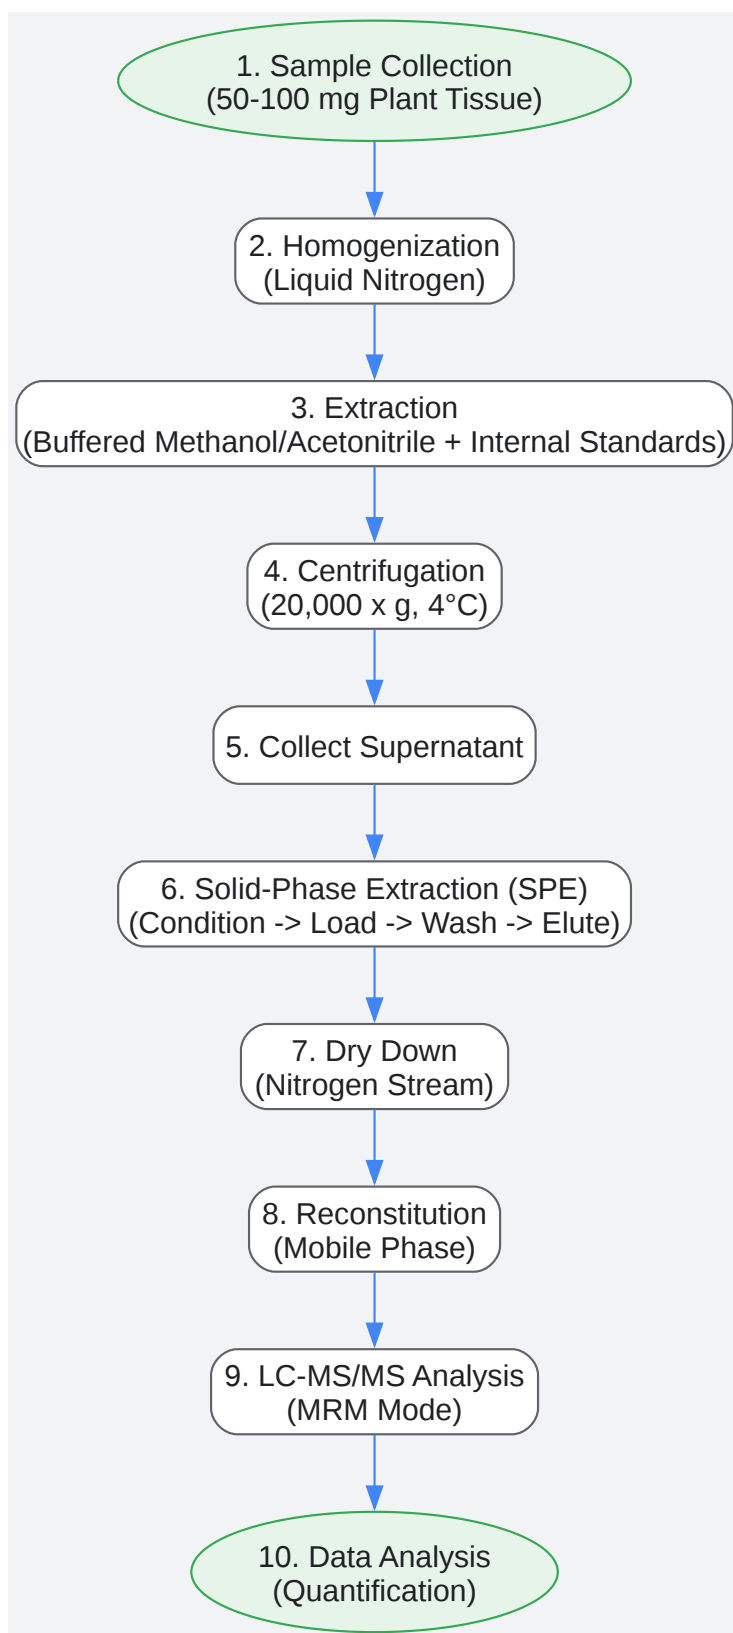 1. Sample Collection
(50-100 mg Plant Tissue)
2. Homogenization
(Liquid Nitrogen)
3. Extraction
(Buffered Methanol/Acetonitrile + Internal Standards)
4. Centrifugation
(20,000 x g, 4°C)
5. Collect Supernatant
6. Solid-Phase Extraction (SPE)
(Condition -> Load -> Wash -> Elute)
7. Dry Down
(Nitrogen Stream)
8. Reconstitution
(Mobile Phase)
9. LC-MS/MS Analysis
(MRM Mode)
10. Data Analysis
(Quantification)